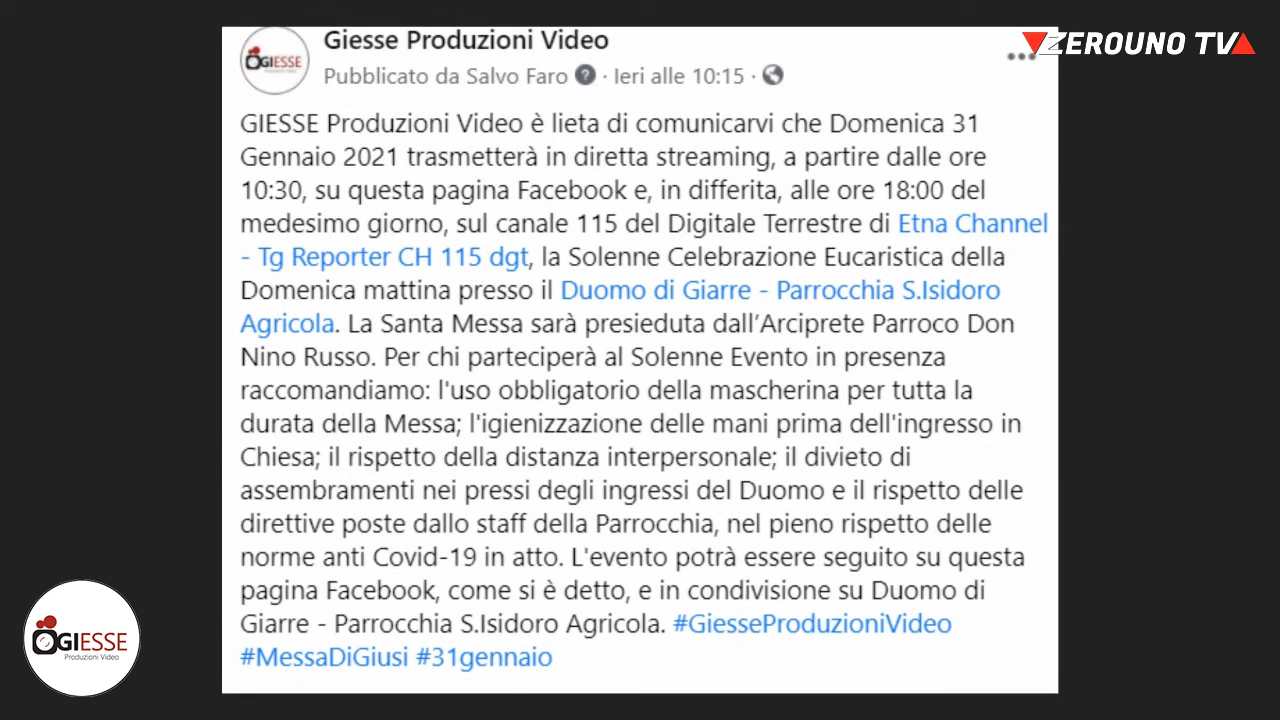 Giesse Produzioni Video
Pubblicato da Salvo Faro ? · Ieri alle 10:15 ·
ZEROUNO TV
GIESSE
Produzioni Video
GIESSE Produzioni Video è lieta di comunicarvi che Domenica 31
Gennaio 2021 trasmetterà in diretta streaming, a partire dalle ore
10:30, su questa pagina Facebook e, in differita, alle ore 18:00 del
medesimo giorno, sul canale 115 del Digitale Terrestre di Etna Channel
- Tg Reporter CH 115 dgt, la Solenne Celebrazione Eucaristica della
Domenica mattina presso il Duomo di Giarre - Parrocchia S.Isidoro
Agricola. La Santa Messa sarà presieduta dall’Arciprete Parroco Don
Nino Russo. Per chi parteciperà al Solenne Evento in presenza
raccomandiamo: l'uso obbligatorio della mascherina per tutta la
durata della Messa; l'igienizzazione delle mani prima dell'ingresso in
Chiesa; il rispetto della distanza interpersonale; il divieto di
assembramenti nei pressi degli ingressi del Duomo e il rispetto delle
direttive poste dallo staff della Parrocchia, nel pieno rispetto delle
norme anti Covid-19 in atto. L'evento potrà essere seguito su questa
pagina Facebook, come si è detto, e in condivisione su Duomo di
Giarre - Parrocchia S.Isidoro Agricola. #GiesseProduzioniVideo
#MessaDiGiusi #31gennaio
GIESSE
Produzioni Video